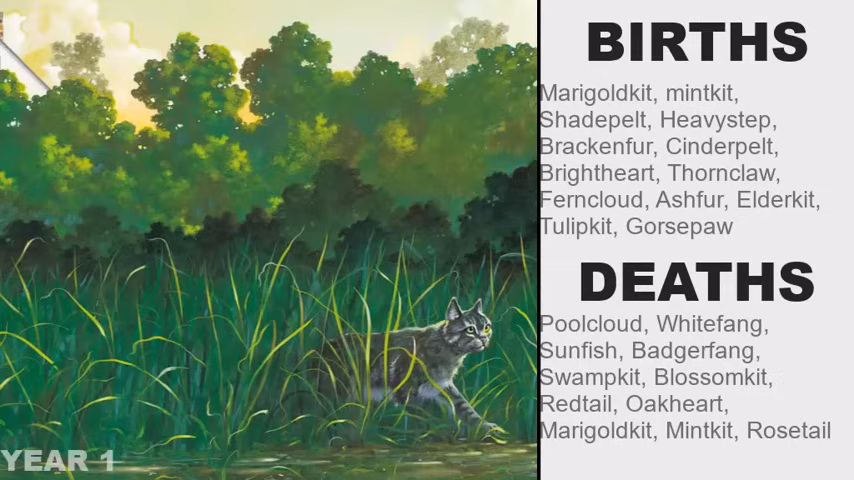 BIRTHS
Marigoldkit, mintkit,
Shadepelt, Heavystep,
Brackenfur, Cinderpelt,
Brightheart, Thornclaw,
Ferncloud, Ashfur, Elderkit,
Tulipkit, Gorsepaw
DEATHS
Poolcloud, Whitefang,
Sunfish, Badgerfang,
Swampkit, Blossomkit,
Redtail, Oakheart,
Marigoldkit, Mintkit, Rosetail
YEAR 1